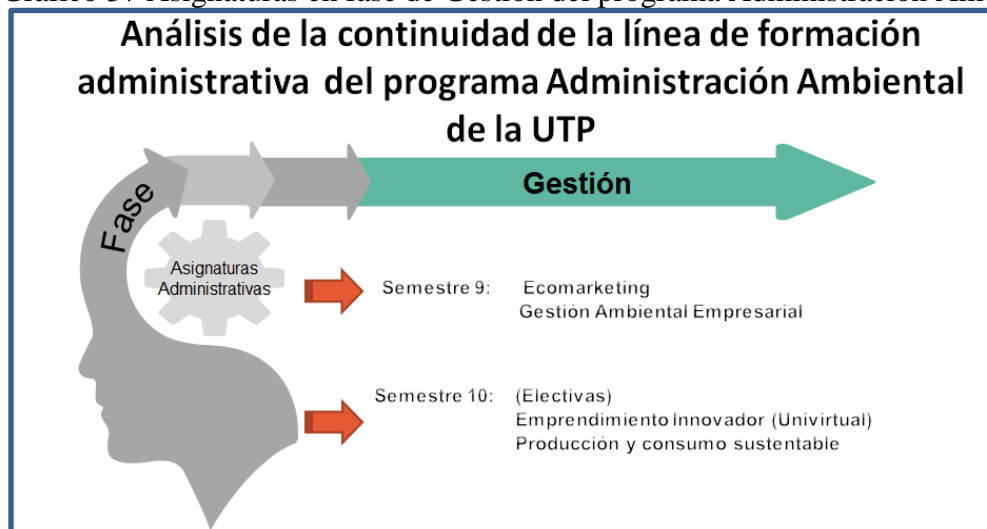 Análisis de la continuidad de la línea de formación
administrativa del programa Administración Ambiental
de la UTP
Fase
Gestión
Asignaturas
Administrativas
Semestre 9: Ecomarketing
Gestión Ambiental Empresarial
Semestre 10: (Electivas)
Emprendimiento Innovador (Univirtual)
Producción y consumo sustentable